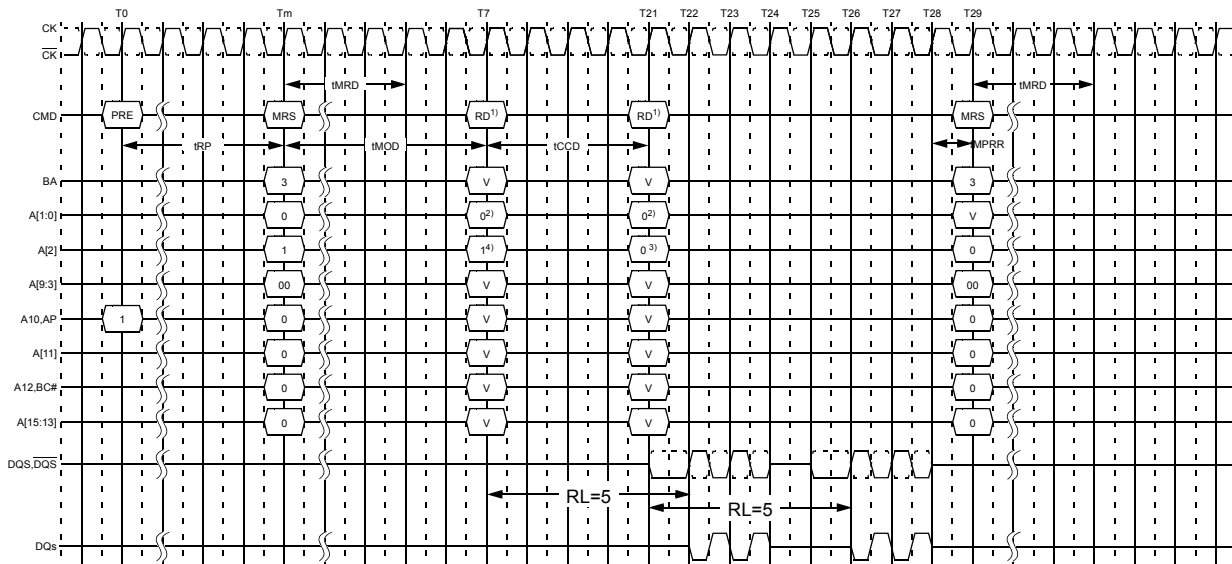 T0 Tm T7 T21 T22 T23 T24 T25 T26 T27 T28 T29
CK
CK
tMRD tMRD
CMD PRE MRS RD1) RD1) MRS
tRP tMOD tCCD tMPRR
BA 3 V V 3
A[1:0] 0 02) 02) V
A[2] 1 14) 0 3) 0
A[9:3] 00 V V 00
A10,AP 1 0 V V 0
A[11] 0 V V 0
A12,BC# 0 V V 0
A[15:13] 0 V V 0
DQS,DQS
RL=5
RL=5
DQs